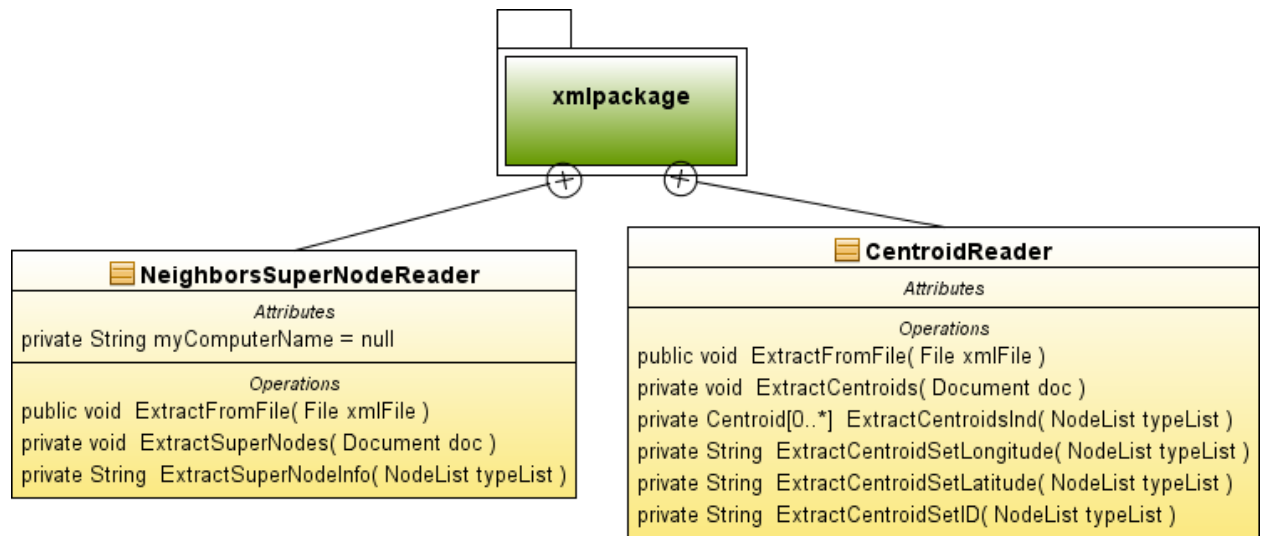 xmlpackage
NeighborsSuperNodeReader
Attributes
private String myComputerName = null
Operations
public void ExtractFromFile( File xmlFile )
private void ExtractSuperNodes( Document doc )
private String ExtractSuperNodeInfo( NodeList typeList )
CentroidReader
Attributes
Operations
public void ExtractFromFile( File xmlFile )
private void ExtractCentroids( Document doc )
private Centroid[0..*] ExtractCentroidsInd( NodeList typeList )
private String ExtractCentroidSetLongitude( NodeList typeList )
private String ExtractCentroidSetLatitude( NodeList typeList )
private String ExtractCentroidSetID( NodeList typeList )